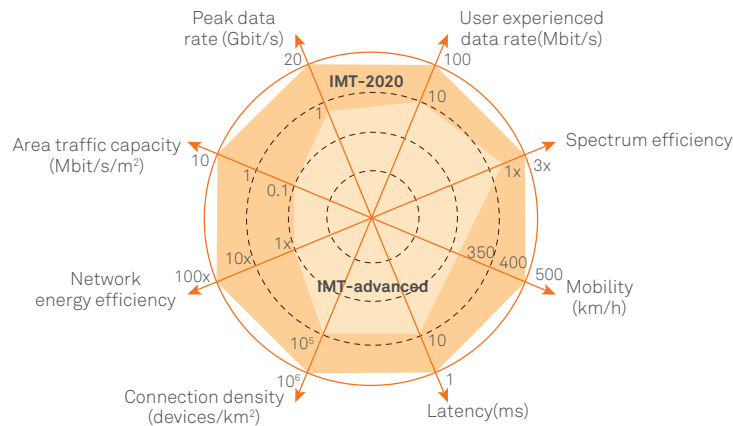 Peak data
rate (Gbit/s)
User experienced
data rate(Mbit/s)
20
100
IMT-2020
1
10
Area traffic capacity
(Mbit/s/m²)
Spectrum efficiency
10
1
0.1
1x
3x
Network
energy efficiency
100x
10x
1x
350
400
500
Mobility
(km/h)
IMT-advanced
10⁵
10⁶
10
1
Connection density
(devices/km²)
Latency(ms)